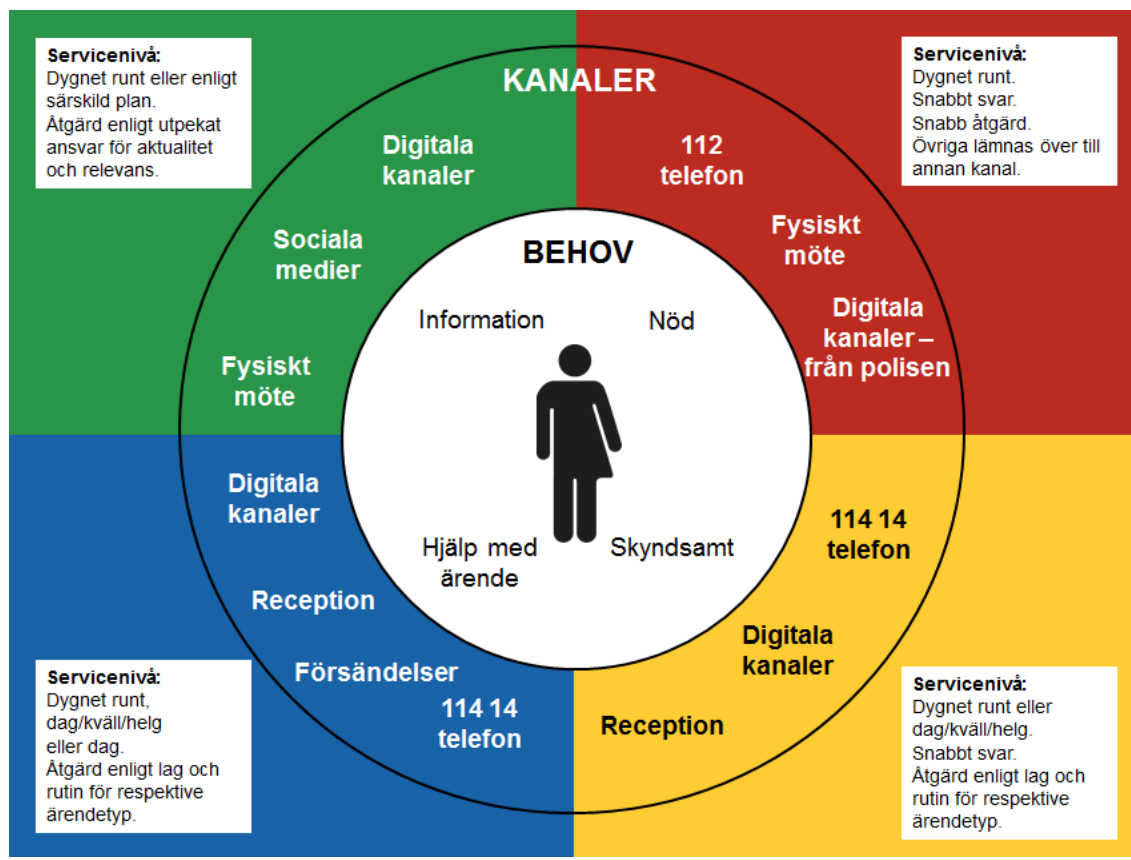 Servicenivå:
Dygnet runt eller enligt
särskild plan.
Åtgärd enligt utpekat
ansvar för aktualitet
och relevans.
KANALER
Servicenivå:
Dygnet runt.
Snabbt svar.
Snabb åtgärd.
Övriga lämnas över till
annan kanal.
Digitala
kanaler
112
telefon
Sociala
medier
Fysiskt
möte
Fysiskt
möte
Digitala
kanaler –
från polisen
BEHOV
Information
Nöd
Hjälp med
ärende
Skyndsamt
Digitala
kanaler
Reception
Försändelser
114 14
telefon
114 14
telefon
Digitala
kanaler
Reception
Servicenivå:
Dygnet runt,
dag/kväll/helg
eller dag.
Åtgärd enligt lag och
rutin för respektive
ärendetyp.
Servicenivå:
Dygnet runt eller
dag/kväll/helg.
Snabbt svar.
Åtgärd enligt lag och
rutin för respektive
ärendetyp.